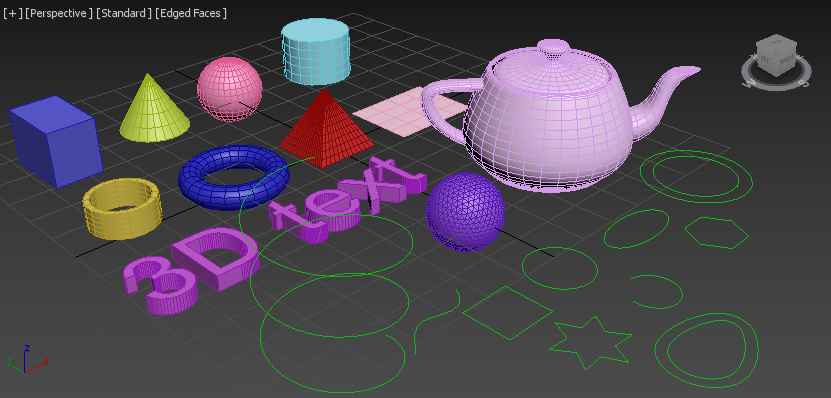 [+] [Perspective] [Standard] [Edged Faces]
3D text
z
y
x